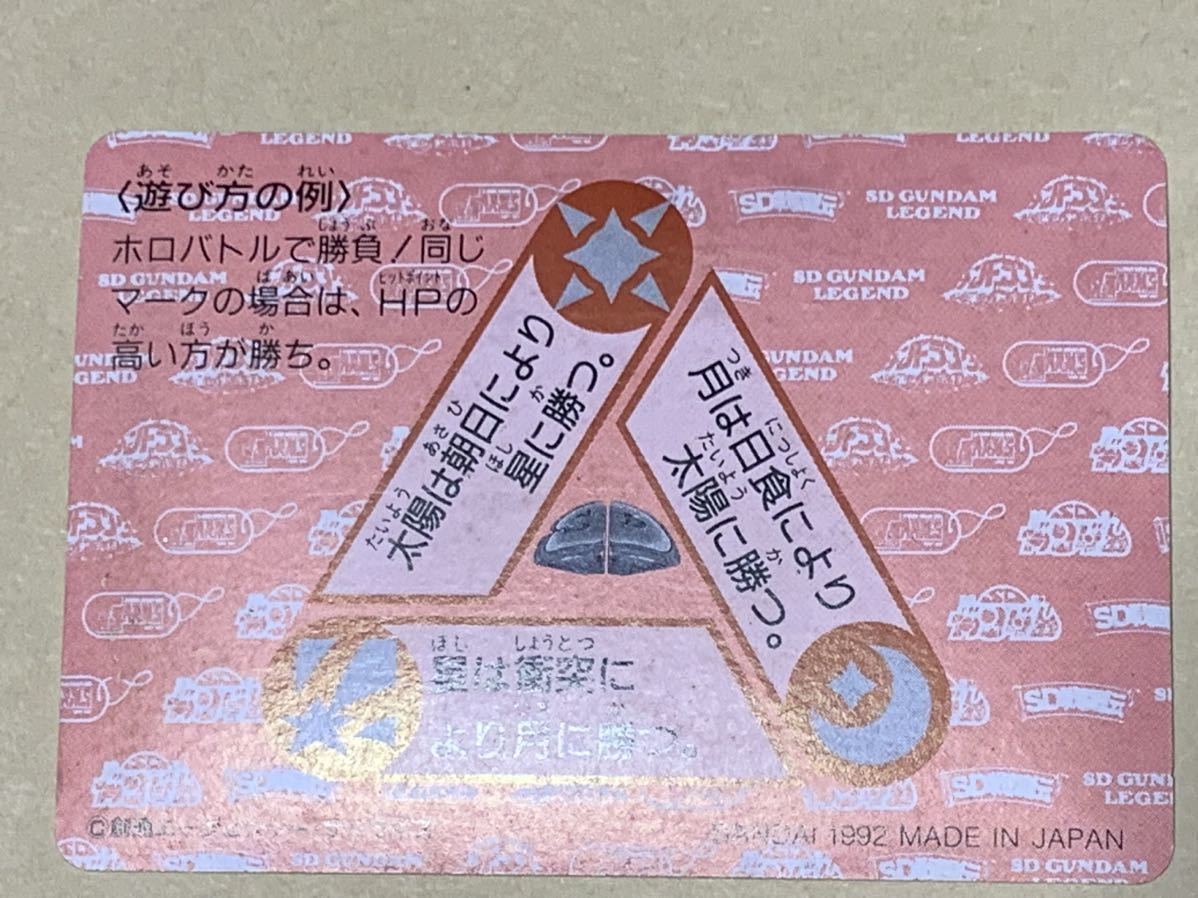 〈遊び方の例〉
ホロバトルで勝負！同じ
マークの場合は、HPの
高い方が勝ち。
太陽は朝日により
星に勝つ。
月は日食により
太陽に勝つ。
星は衝突に
より月に勝つ。
BANDAI 1992 MADE IN JAPAN
SD GUNDAM
LEGEND